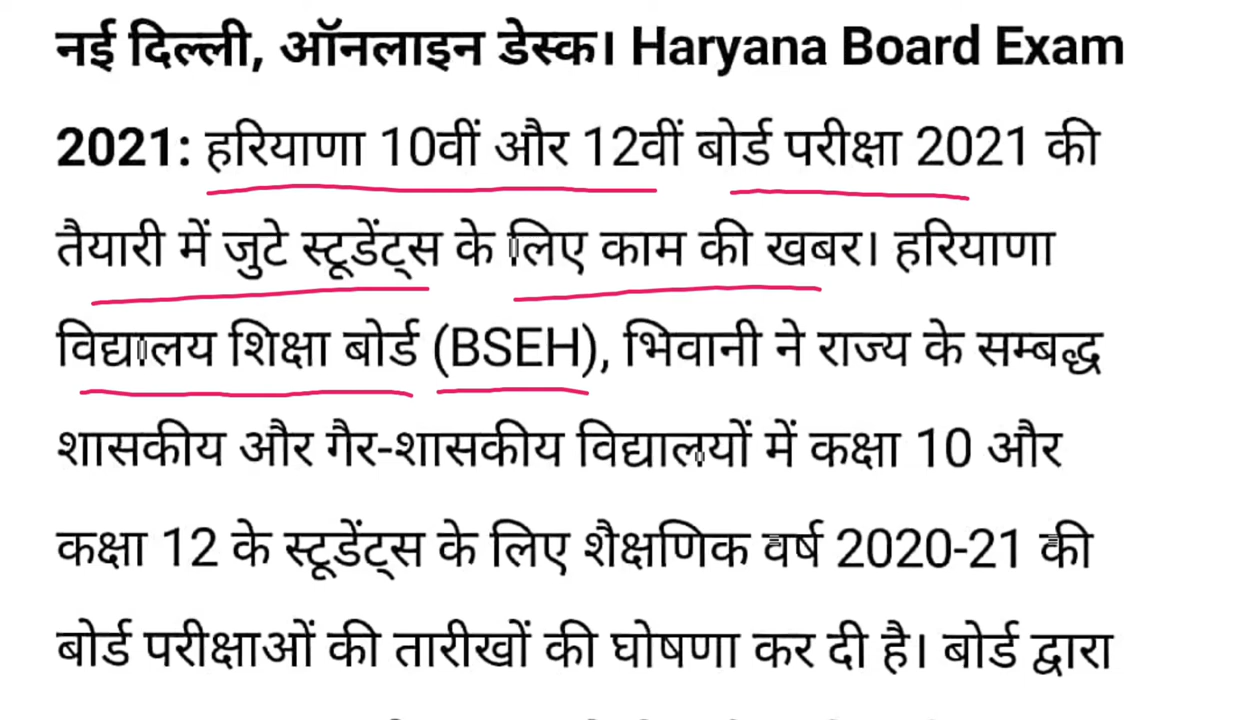 नई दिल्ली, ऑनलाइन डेस्क। Haryana Board Exam
2021: हरियाणा 10वीं और 12वीं बोर्ड परीक्षा 2021 की
तैयारी में जुटे स्टूडेंट्स के लिए काम की खबर। हरियाणा
विद्यालय शिक्षा बोर्ड (BSEH), भिवानी ने राज्य के सम्बद्ध
शासकीय और गैर-शासकीय विद्यालयों में कक्षा 10 और
कक्षा 12 के स्टूडेंट्स के लिए शैक्षणिक वर्ष 2020-21 की
बोर्ड परीक्षाओं की तारीखों की घोषणा कर दी है। बोर्ड द्वारा